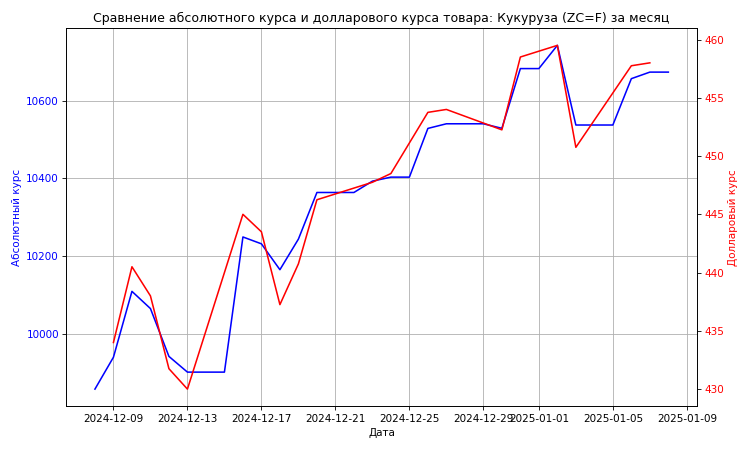 Сравнение абсолютного курса и долларового курса товара: Кукуруза (ZC=F) за месяц
Абсолютный курс
10600
10400
10200
10000
460
455
450
445
440
435
430
Долларовый курс
2024-12-09 2024-12-13 2024-12-17 2024-12-21 2024-12-25 2024-12-29 2025-01-01 2025-01-05 2025-01-09
Дата